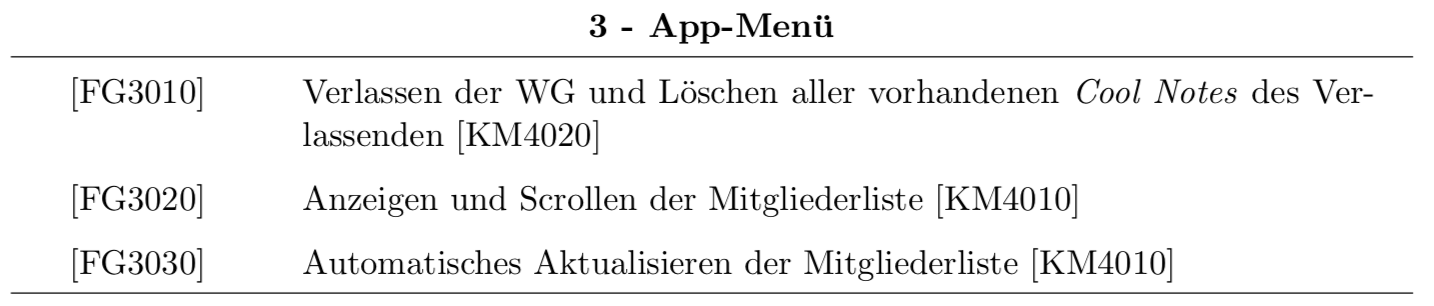 3 - App-Menü
[FG3010] Verlassen der WG und Löschen aller vorhandenen Cool Notes des Ver-
lassenden [KM4020]
[FG3020] Anzeigen und Scrollen der Mitgliederliste [KM4010]
[FG3030] Automatisches Aktualisieren der Mitgliederliste [KM4010]